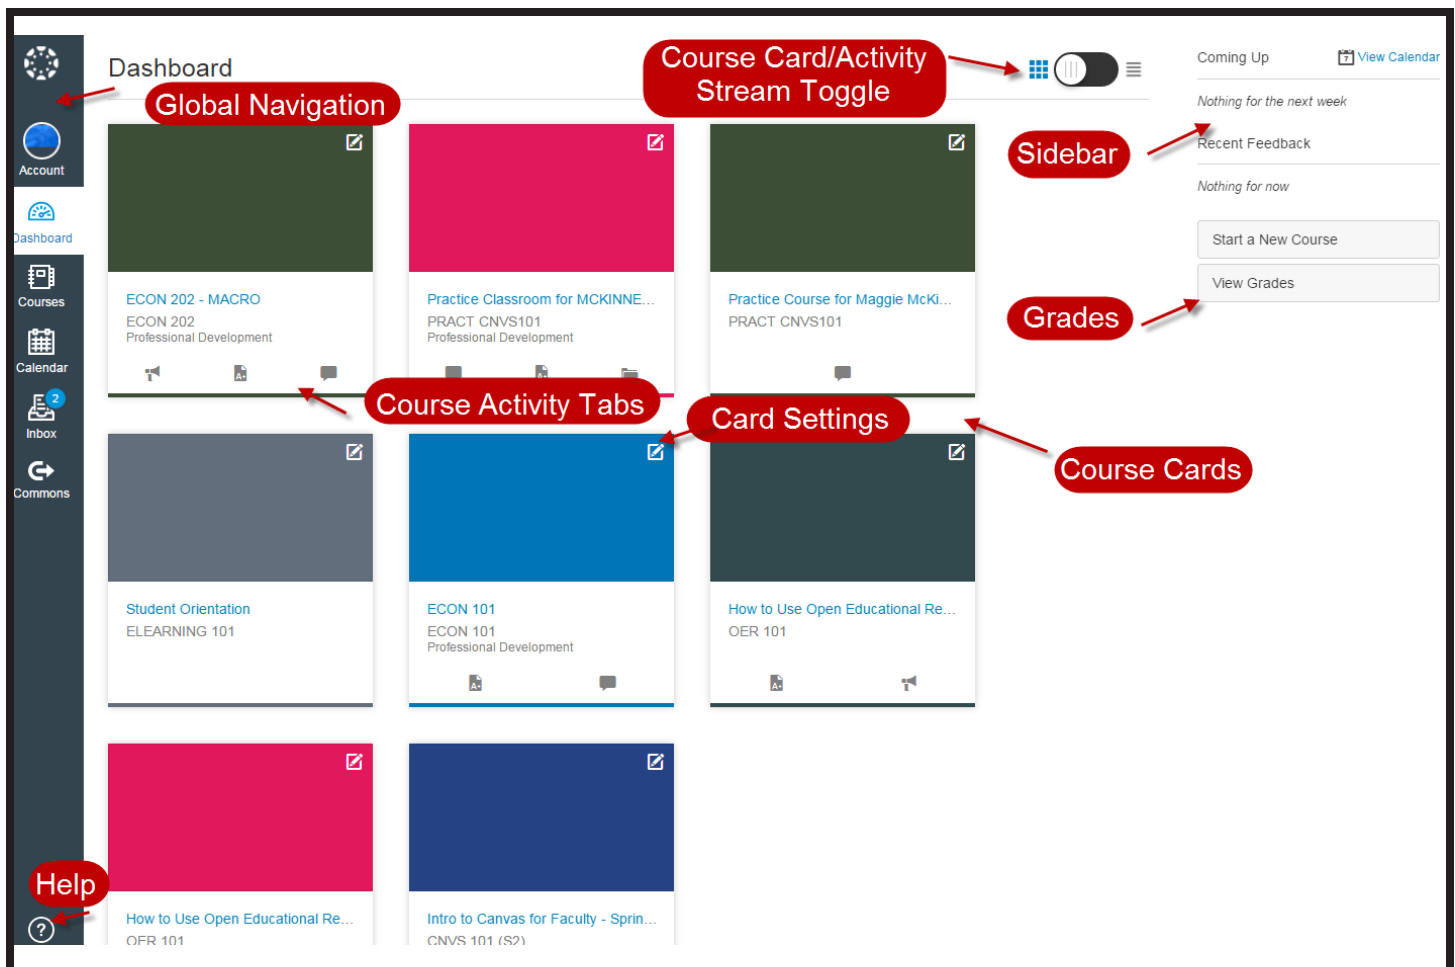 Dashboard
Global Navigation
Course Card/Activity
Stream Toggle
Coming Up
7
View Calendar
Nothing for the next week
Sidebar
Recent Feedback
Nothing for now
Start a New Course
View Grades
Grades
Account
Dashboard
Courses
Calendar
2
Inbox
Commons
ECON 202 - MACRO
ECON 202
Professional Development
Practice Classroom for MCKINNE...
PRACT CNVS101
Professional Development
Practice Course for Maggie McKi...
PRACT CNVS101
A+
A+
Course Activity Tabs
Card Settings
Course Cards
Student Orientation
ELEARNING 101
ECON 101
ECON 101
Professional Development
A+
How to Use Open Educational Re...
OER 101
A+
Help
?
How to Use Open Educational Re...
OER 101
Intro to Canvas for Faculty - Sprin...
CNVS 101 (S2)